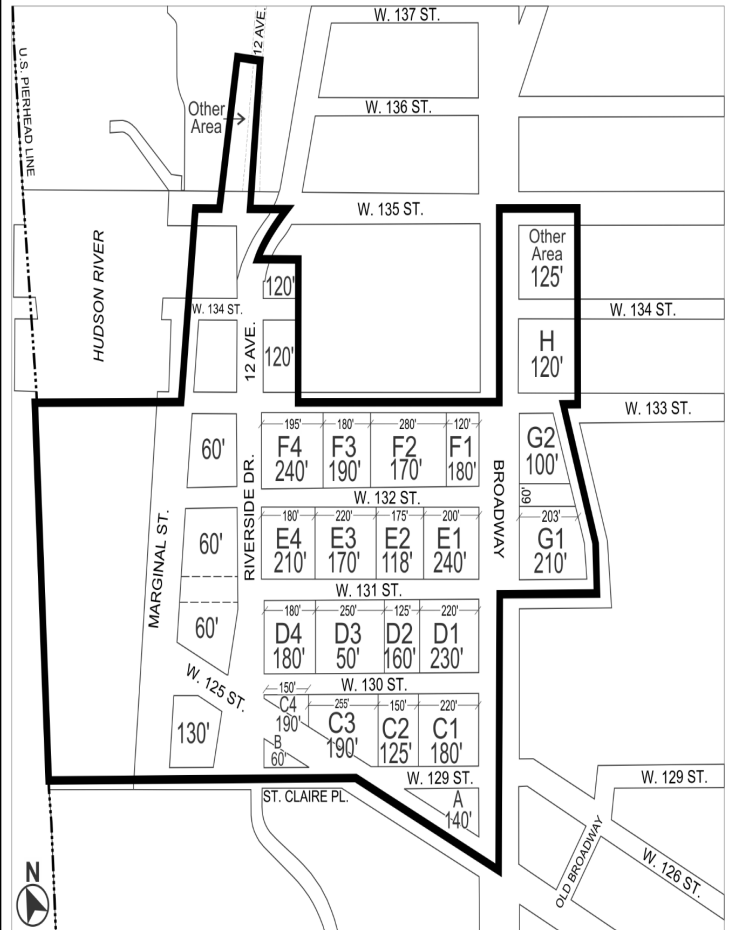 W. 137 ST.
12 AVE.
U.S. PIERHEAD LINE
Other
Area
W. 136 ST.
W. 135 ST.
HUDSON RIVER
Other
Area
125'
120'
W. 134 ST.
W. 134 ST.
12 AVE.
120'
H
120'
W. 133 ST.
60'
195'
F4
240'
180'
F3
190'
280'
F2
170'
120'
F1
180'
G2
100'
RIVERSIDE DR.
BROADWAY
W. 132 ST.
60'
MARGINAL ST.
60'
180'
E4
210'
220'
E3
170'
175'
E2
118'
200'
E1
240'
203'
G1
210'
W. 131 ST.
60'
180'
D4
180'
250'
D3
50'
125'
D2
160'
220'
D1
230'
W. 125 ST.
W. 130 ST.
150'
C4
190'
255'
C3
190'
150'
C2
125'
220'
C1
180'
130'
B
60'
W. 129 ST.
W. 129 ST.
ST. CLAIRE PL.
A
140'
OLD BROADWAY
W. 126 ST.
N